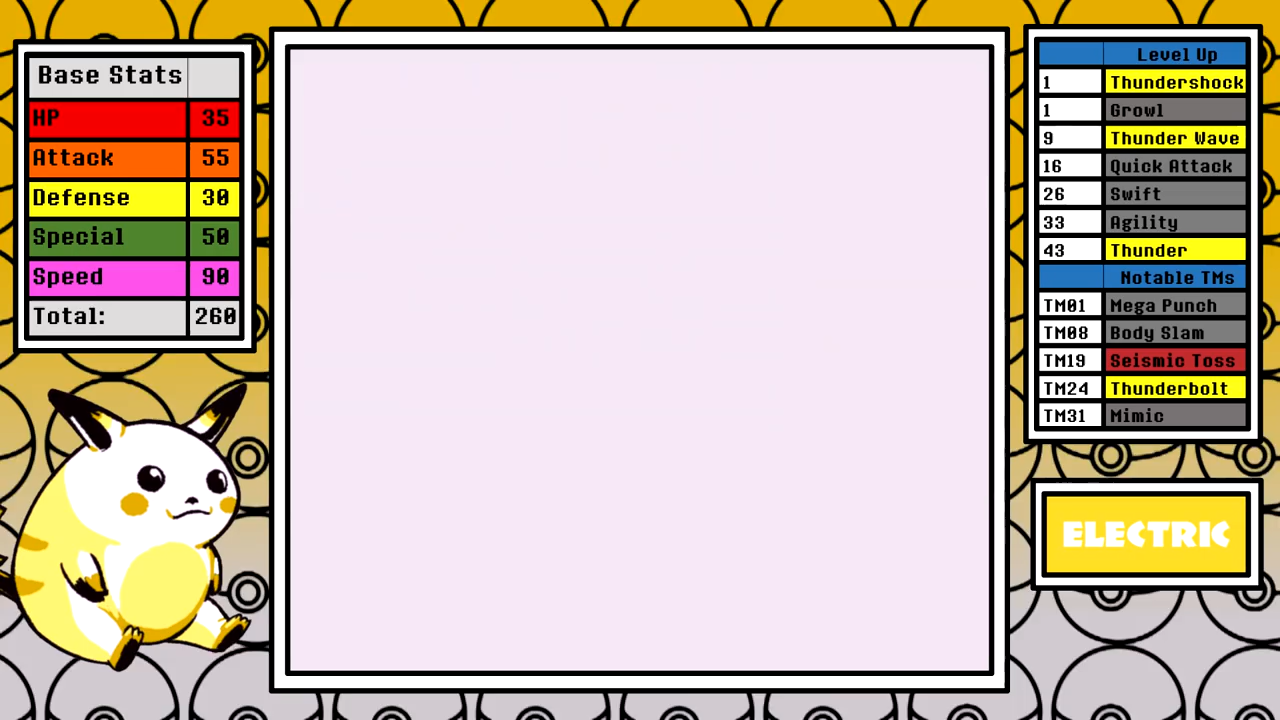 Base Stats
HP 35
Attack 55
Defense 30
Special 50
Speed 90
Total: 260
Level Up
1 Thundershock
1 Growl
9 Thunder Wave
16 Quick Attack
26 Swift
33 Agility
43 Thunder
Notable TMs
TM01 Mega Punch
TM08 Body Slam
TM19 Seismic Toss
TM24 Thunderbolt
TM31 Mimic
ELECTRIC